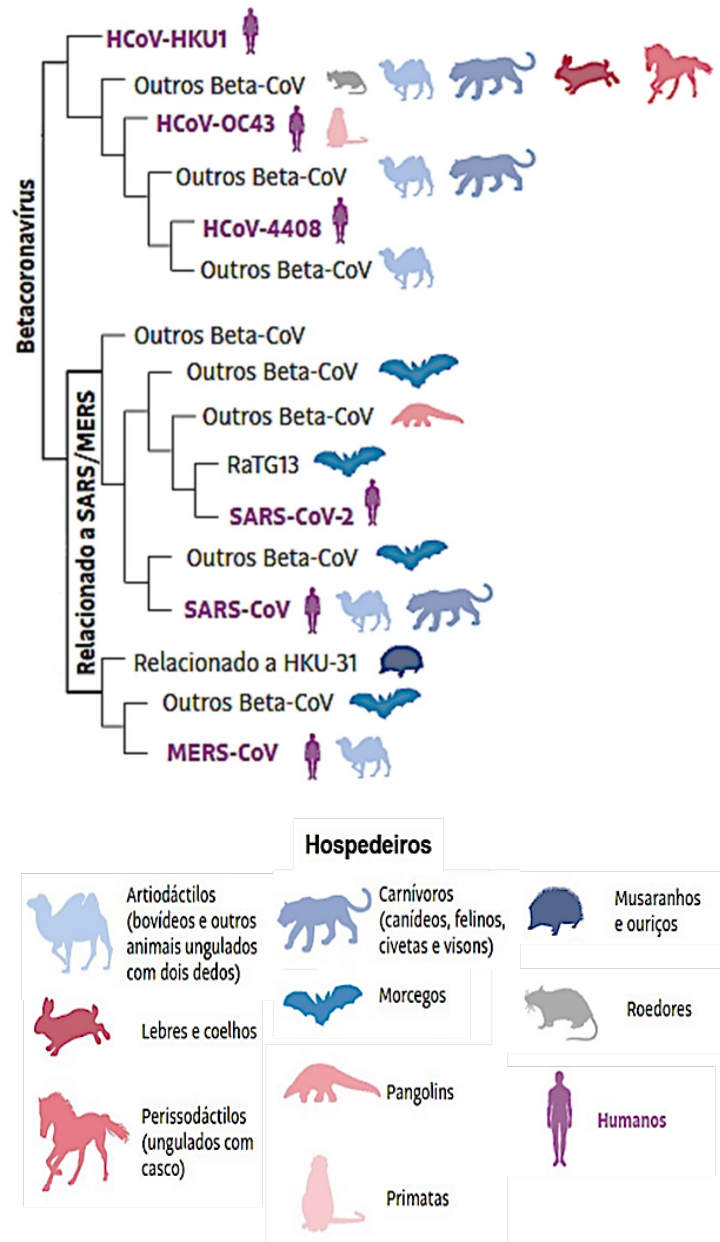 HCoV-HKU1
Outros Beta-CoV
HCoV-OC43
Outros Beta-CoV
HCoV-4408
Outros Beta-CoV
Betacoronavírus
Outros Beta-CoV
Outros Beta-CoV
Outros Beta-CoV
RaTG13
SARS-CoV-2
Outros Beta-CoV
SARS-CoV
Relacionado a SARS/MERS
Relacionado a HKU-31
Outros Beta-CoV
MERS-CoV
Hospedeiros
Artiodáctilos
(bovídeos e outros
animais ungulados
com dois dedos)
Carnívoros
(canídeos, felinos,
civetas e visons)
Musaranhos
e ouriços
Lebres e coelhos
Morcegos
Roedores
Perissodáctilos
(ungulados com
casco)
Pangolins
Humanos
Primatas